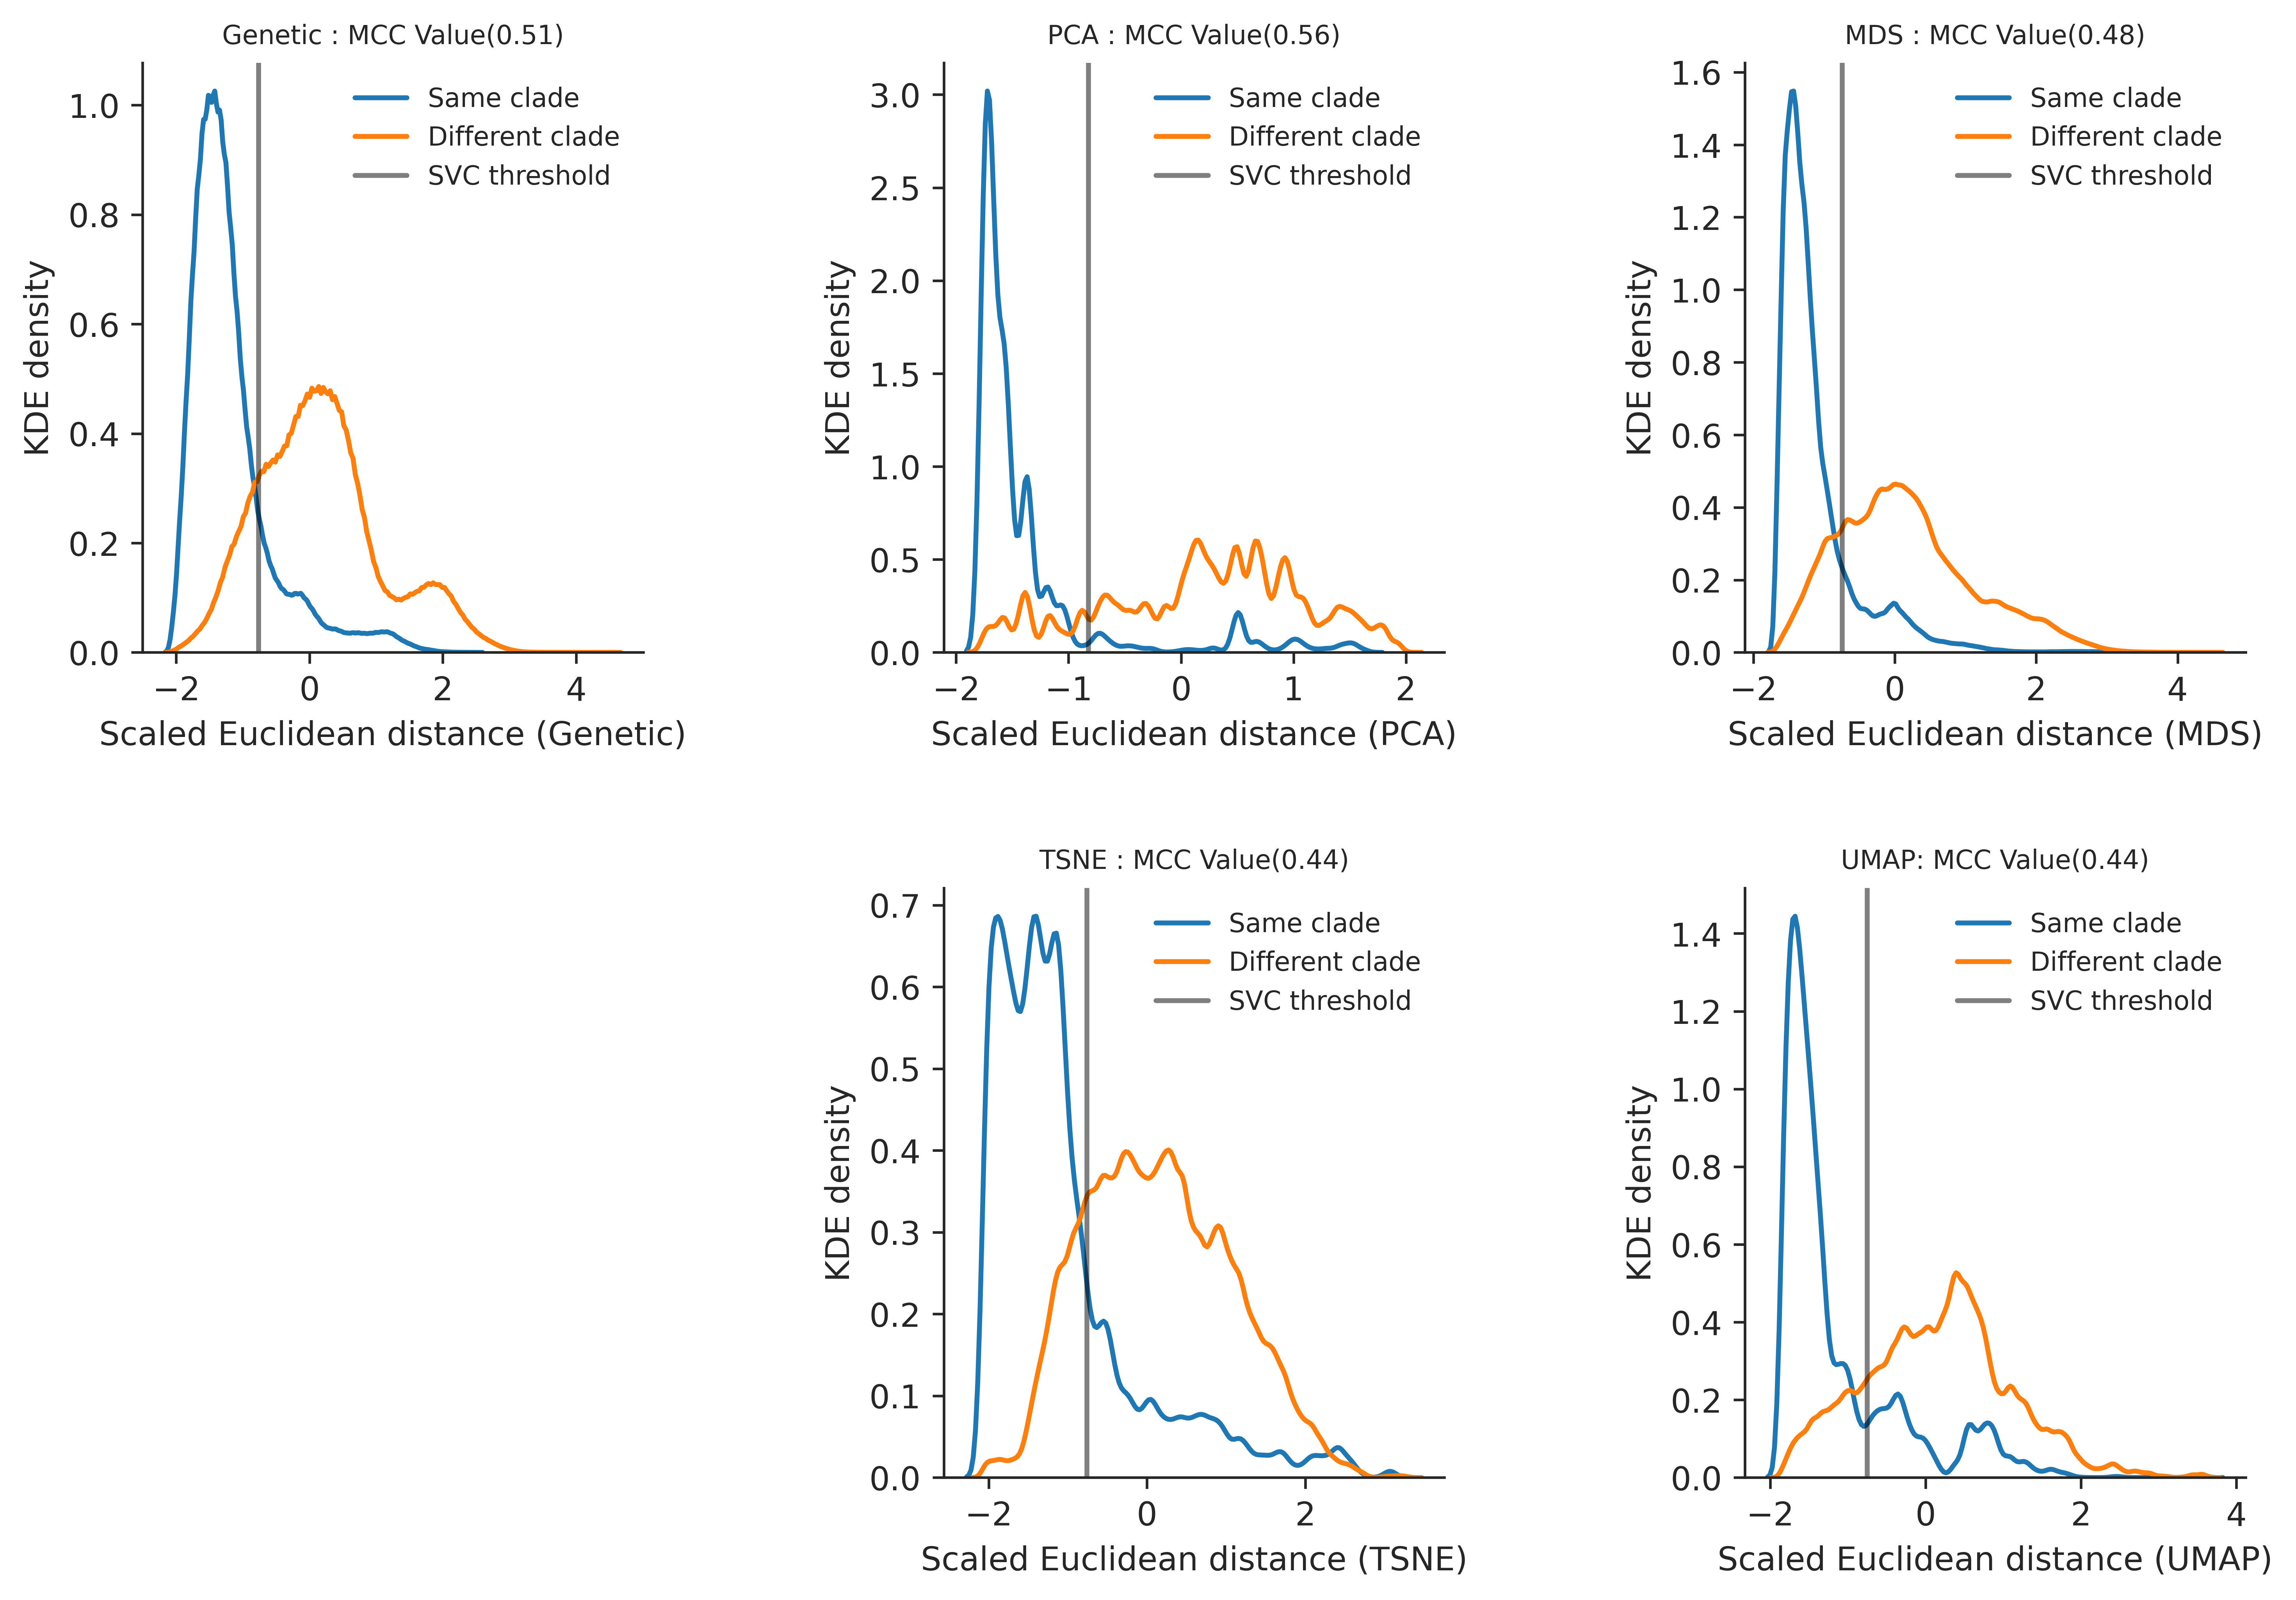 Genetic : MCC Value(0.51)
KDE density
1.0
0.8
0.6
0.4
0.2
0.0
Same clade
Different clade
SVC threshold
−2
0
2
4
Scaled Euclidean distance (Genetic)
PCA : MCC Value(0.56)
KDE density
3.0
2.5
2.0
1.5
1.0
0.5
0.0
Same clade
Different clade
SVC threshold
−2
−1
0
1
2
Scaled Euclidean distance (PCA)
MDS : MCC Value(0.48)
KDE density
1.6
1.4
1.2
1.0
0.8
0.6
0.4
0.2
0.0
Same clade
Different clade
SVC threshold
−2
0
2
4
Scaled Euclidean distance (MDS)
TSNE : MCC Value(0.44)
KDE density
0.7
0.6
0.5
0.4
0.3
0.2
0.1
0.0
Same clade
Different clade
SVC threshold
−2
0
2
Scaled Euclidean distance (TSNE)
UMAP: MCC Value(0.44)
KDE density
1.4
1.2
1.0
0.8
0.6
0.4
0.2
0.0
Same clade
Different clade
SVC threshold
−2
0
2
4
Scaled Euclidean distance (UMAP)